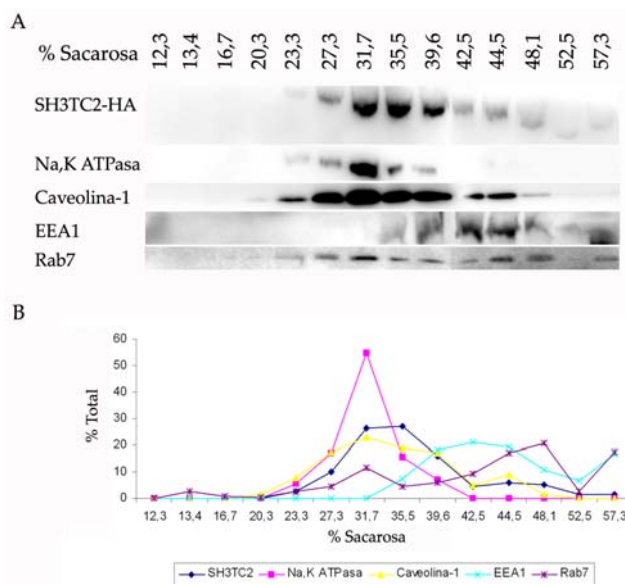 A
% Sacarosa 12,3 13,4 16,7 20,3 23,3 27,3 31,7 35,5 39,6 42,5 44,5 48,1 52,5 57,3
SH3TC2-HA
Na,K ATPasa
Caveolina-1
EEA1
Rab7
B
60
50
40
30
20
10
0
% Total
12,3 13,4 16,7 20,3 23,3 27,3 31,7 35,5 39,6 42,5 44,5 48,1 52,5 57,3
% Sacarosa
SH3TC2 Na,K ATPasa Caveolina-1 EEA1 Rab7